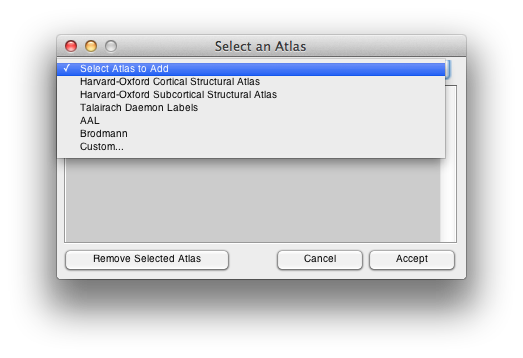 Select an Atlas
✓ Select Atlas to Add
Harvard-Oxford Cortical Structural Atlas
Harvard-Oxford Subcortical Structural Atlas
Talairach Daemon Labels
AAL
Brodmann
Custom...
Remove Selected Atlas Cancel Accept